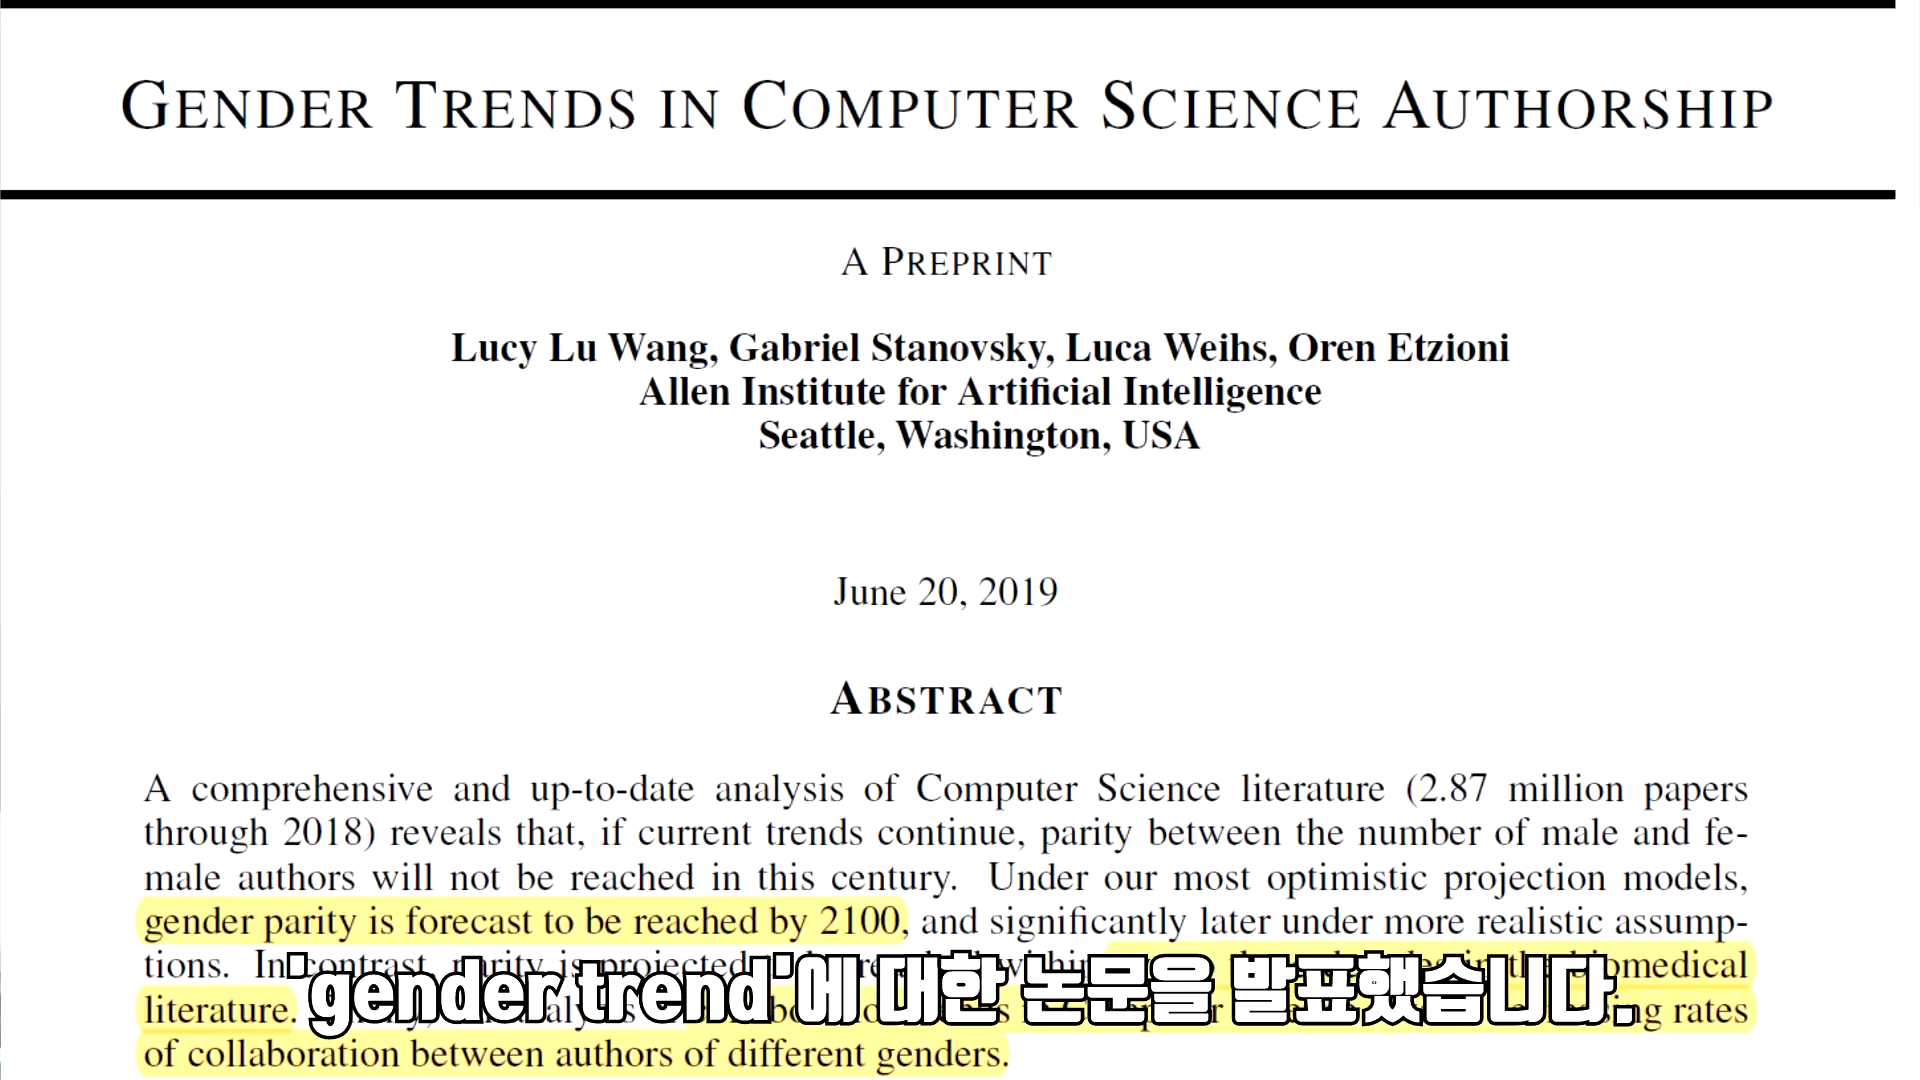 GENDER TRENDS IN COMPUTER SCIENCE AUTHORSHIP
A PREPRINT
Lucy Lu Wang, Gabriel Stanovsky, Luca Weihs, Oren Etzioni
Allen Institute for Artificial Intelligence
Seattle, Washington, USA
June 20, 2019
ABSTRACT
A comprehensive and up-to-date analysis of Computer Science literature (2.87 million papers
through 2018) reveals that, if current trends continue, parity between the number of male and fe-
male authors will not be reached in this century. Under our most optimistic projection models,
gender parity is forecast to be reached by 2100, and significantly later under more realistic assump-
tions. In contrast, parity is projected biomedical
literature. rates
'gender trend'에 대한 논문을 발표했습니다.
of collaboration between authors of different genders.